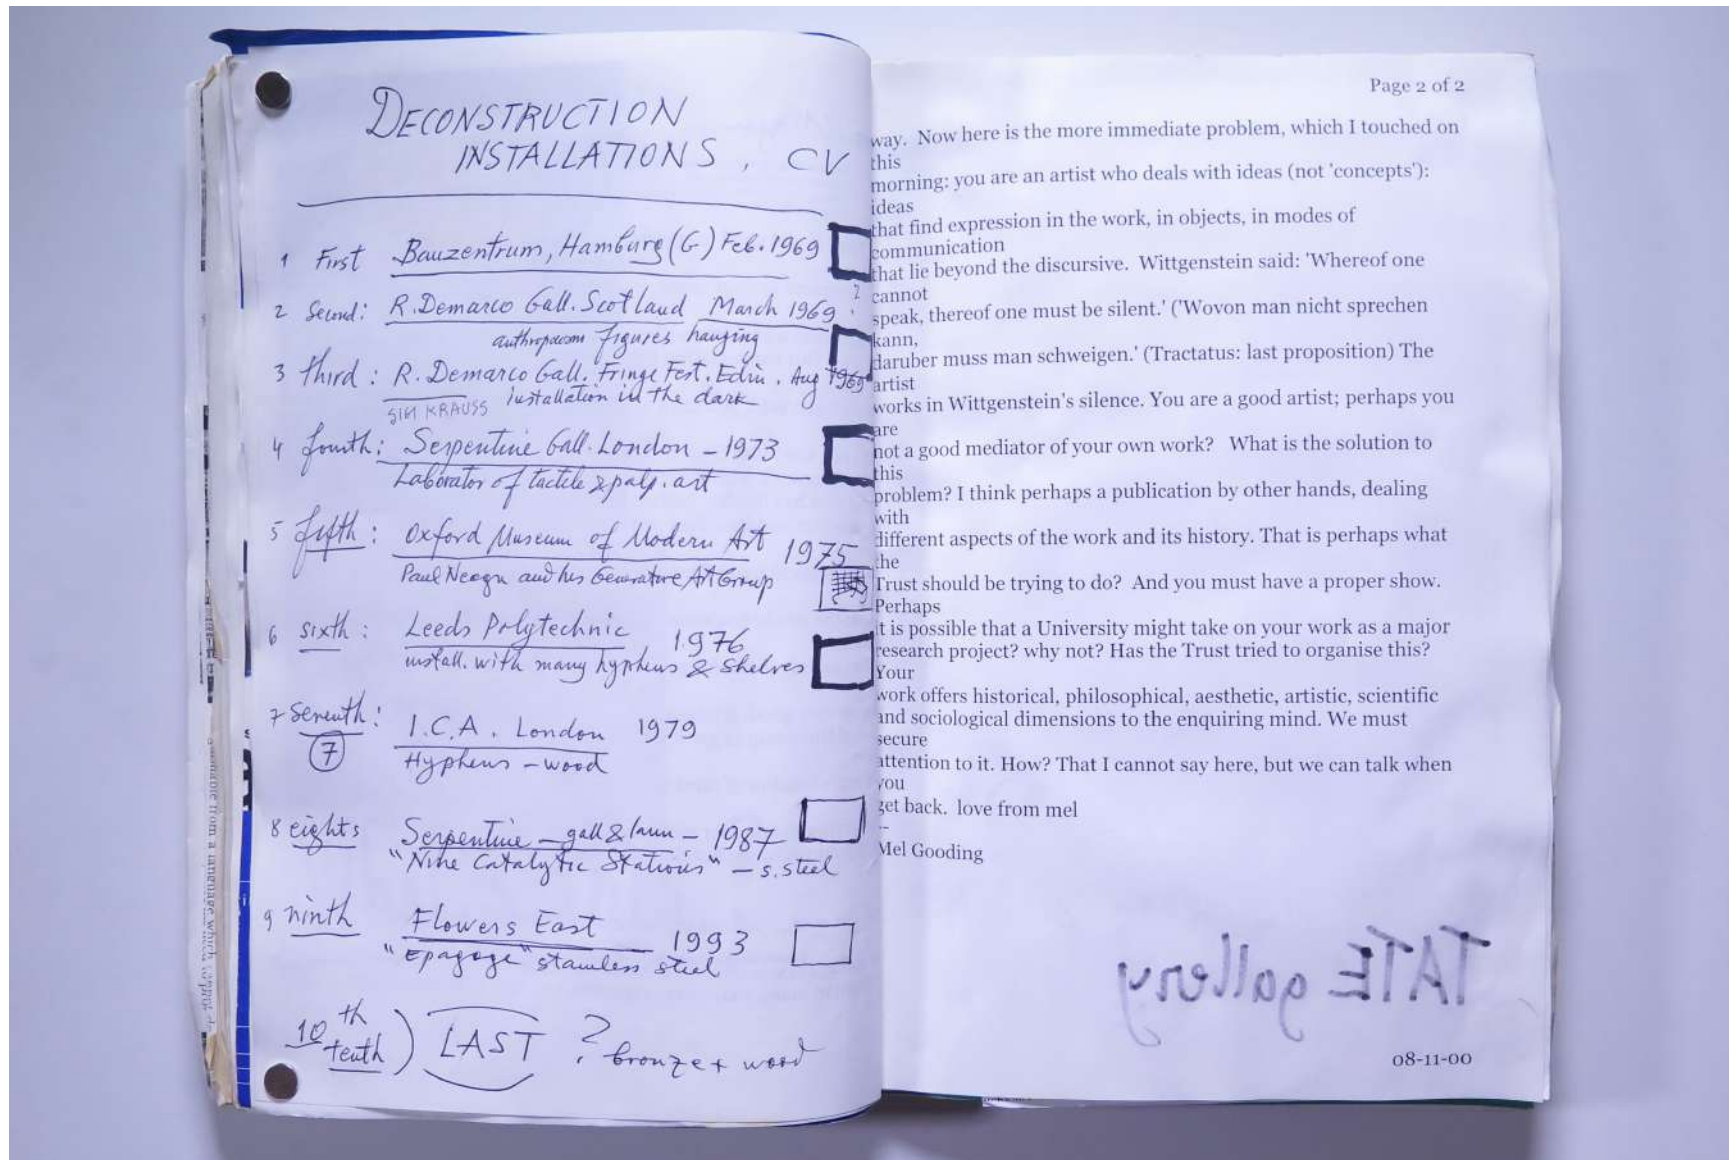 DECONSTRUCTION
INSTALLATIONS, CV
1 First Bauzentrum, Hamburg (G) Feb. 1969
2 Second: R. Demarco Gall. Scotland March 1969 ?
figures hanging
3 third: R. Demarco Gall. Fringe Fest. Edin. Aug 1969
KRAUSS installation in the dark
4 fourth: Serpentine Gall. London – 1973
Laborator of tactile & palp. art
5 fifth: Oxford Museum of Modern Art 1975
Paul Neagu and his Generative Art Group
6 sixth: Leeds Polytechnic 1976
install. with many hyphens & shelves
7 seventh: I.C.A. London 1979
7 Hyphens – wood
8 eights Serpentine – gall & lawn – 1987
"Nine Catalytic Stations" – s. steel
9 ninth Flowers East 1993
"Epagoge" stainless steel
10th tenth) LAST ? bronze + wood
Page 2 of 2
way. Now here is the more immediate problem, which I touched on
this
morning: you are an artist who deals with ideas (not 'concepts'):
ideas
that find expression in the work, in objects, in modes of
communication
that lie beyond the discursive. Wittgenstein said: 'Whereof one
cannot
speak, thereof one must be silent.' ('Wovon man nicht sprechen
kann,
daruber muss man schweigen.' (Tractatus: last proposition) The
artist
works in Wittgenstein's silence. You are a good artist; perhaps you
are
not a good mediator of your own work? What is the solution to
this
problem? I think perhaps a publication by other hands, dealing
with
different aspects of the work and its history. That is perhaps what
the
Trust should be trying to do? And you must have a proper show.
Perhaps
it is possible that a University might take on your work as a major
research project? why not? Has the Trust tried to organise this?
Your
work offers historical, philosophical, aesthetic, artistic, scientific
and sociological dimensions to the enquiring mind. We must
secure
attention to it. How? That I cannot say here, but we can talk when
you
get back. love from mel
--
Mel Gooding
TATE gallery
08-11-00